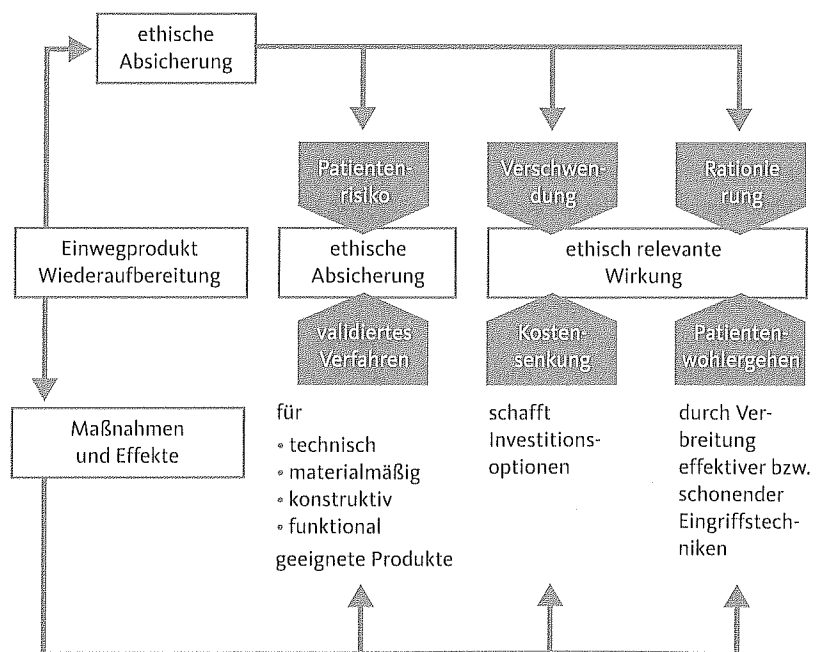 ethische
Absicherung
Patienten-
risiko
Verschwen-
dung
Rationie
rung
Einwegprodukt
Wiederaufbereitung
ethische
Absicherung
ethisch relevante
Wirkung
validiertes
Verfahren
Kosten-
senkung
Patienten-
wohlergehen
Maßnahmen
und Effekte
für
• technisch
• materialmäßig
• konstruktiv
• funktional
geeignete Produkte
schafft
Investitions-
optionen
durch Ver-
breitung
effektiver bzw.
schonender
Eingriffstech-
niken